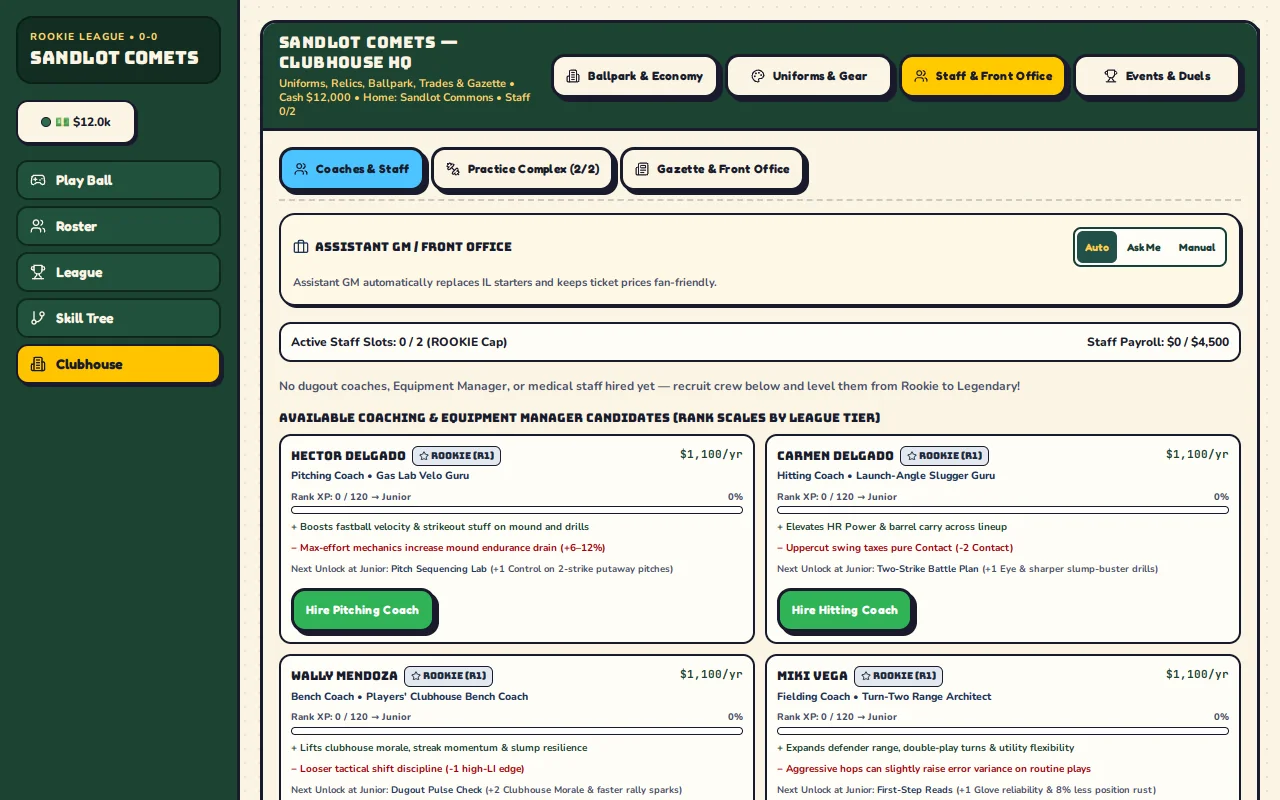 ROOKIE LEAGUE • 0-0
SANDLOT COMETS
💵 $12.0k
Play Ball
Roster
League
Skill Tree
Clubhouse
SANDLOT COMETS —
CLUBHOUSE HQ
Uniforms, Relics, Ballpark, Trades & Gazette •
Cash $12,000 • Home: Sandlot Commons • Staff
0/2
Ballpark & Economy
Uniforms & Gear
Staff & Front Office
Events & Duels
Coaches & Staff
Practice Complex (2/2)
Gazette & Front Office
ASSISTANT GM / FRONT OFFICE
Auto
Ask Me
Manual
Assistant GM automatically replaces IL starters and keeps ticket prices fan-friendly.
Active Staff Slots: 0 / 2 (ROOKIE Cap)
Staff Payroll: $0 / $4,500
No dugout coaches, Equipment Manager, or medical staff hired yet — recruit crew below and level them from Rookie to Legendary!
AVAILABLE COACHING & EQUIPMENT MANAGER CANDIDATES (RANK SCALES BY LEAGUE TIER)
HECTOR DELGADO
ROOKIE (R1)
$1,100/yr
Pitching Coach • Gas Lab Velo Guru
Rank XP: 0 / 120 → Junior
0%
+ Boosts fastball velocity & strikeout stuff on mound and drills
− Max-effort mechanics increase mound endurance drain (+6–12%)
Next Unlock at Junior: Pitch Sequencing Lab (+1 Control on 2-strike putaway pitches)
Hire Pitching Coach
CARMEN DELGADO
ROOKIE (R1)
$1,100/yr
Hitting Coach • Launch-Angle Slugger Guru
Rank XP: 0 / 120 → Junior
0%
+ Elevates HR Power & barrel carry across lineup
− Uppercut swing taxes pure Contact (-2 Contact)
Next Unlock at Junior: Two-Strike Battle Plan (+1 Eye & sharper slump-buster drills)
Hire Hitting Coach
WALLY MENDOZA
ROOKIE (R1)
$1,100/yr
Bench Coach • Players' Clubhouse Bench Coach
Rank XP: 0 / 120 → Junior
0%
+ Lifts clubhouse morale, streak momentum & slump resilience
− Looser tactical shift discipline (-1 high-LI edge)
Next Unlock at Junior: Dugout Pulse Check (+2 Clubhouse Morale & faster rally sparks)
MIKI VEGA
ROOKIE (R1)
$1,100/yr
Fielding Coach • Turn-Two Range Architect
Rank XP: 0 / 120 → Junior
0%
+ Expands defender range, double-play turns & utility flexibility
− Aggressive hops can slightly raise error variance on routine plays
Next Unlock at Junior: First-Step Reads (+1 Glove reliability & 8% less position rust)